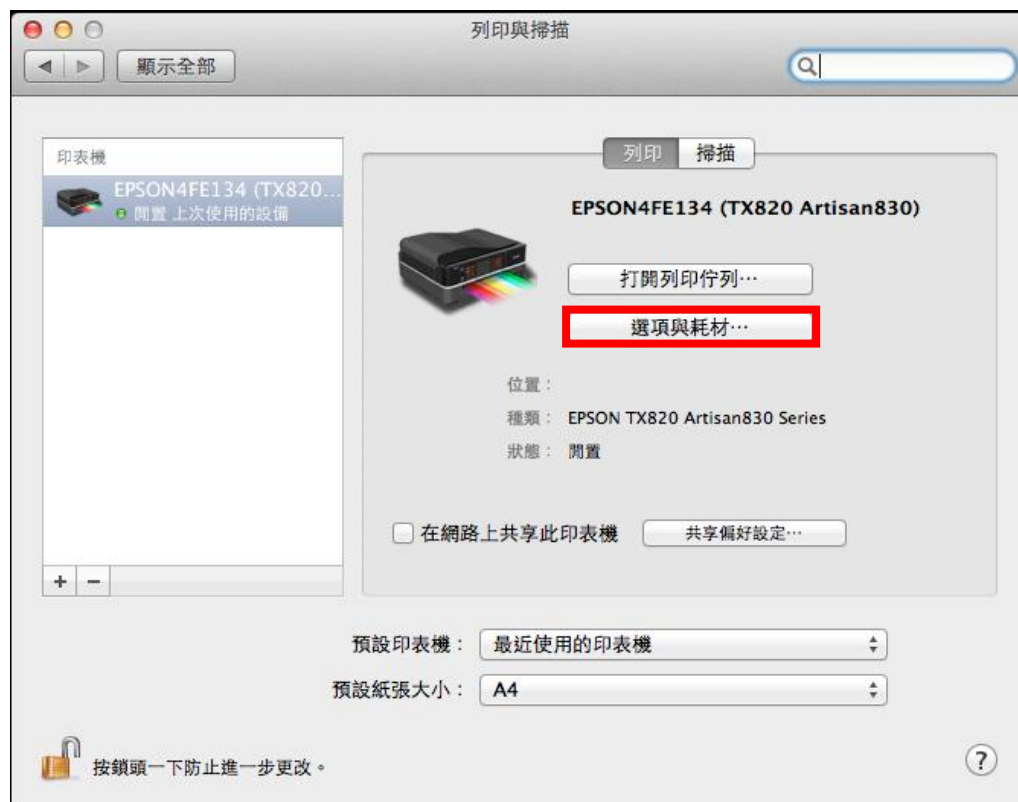 列印與掃描
顯示全部
印表機
EPSON4FE134 (TX820...
閒置 上次使用的設備
列印 掃描
EPSON4FE134 (TX820 Artisan830)
打開列印佇列…
選項與耗材…
位置：
種類： EPSON TX820 Artisan830 Series
狀態： 閒置
在網路上共享此印表機 共享偏好設定…
+ −
預設印表機： 最近使用的印表機
預設紙張大小： A4
按鎖頭一下防止進一步更改。
?